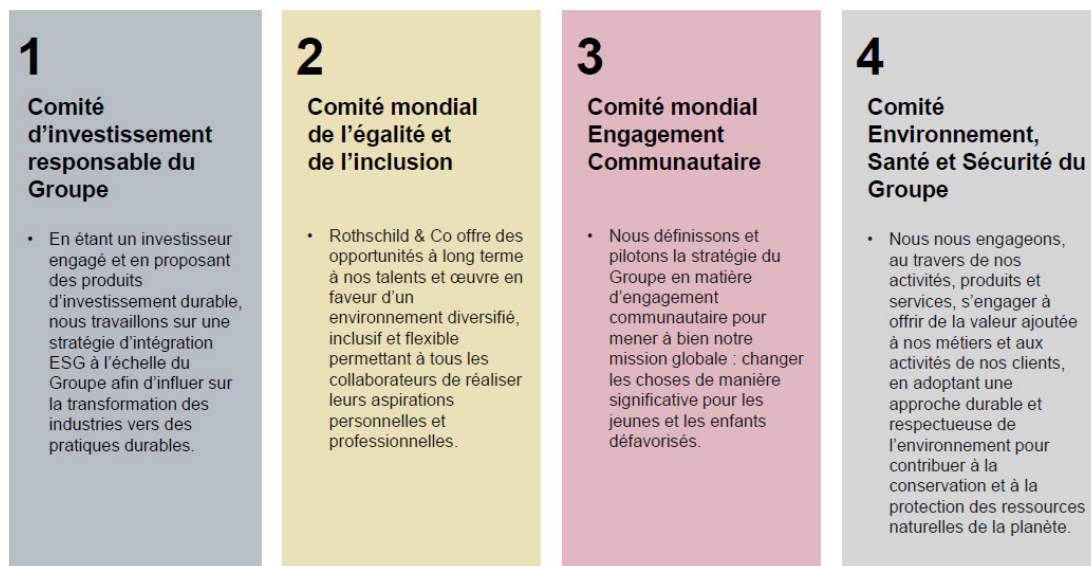 1
Comité
d’investissement
responsable du
Groupe
• En étant un investisseur
engagé et en proposant
des produits
d’investissement durable,
nous travaillons sur une
stratégie d’intégration
ESG à l’échelle du
Groupe afin d’influer sur
la transformation des
industries vers des
pratiques durables.
2
Comité mondial
de l’égalité et
de l’inclusion
• Rothschild & Co offre des
opportunités à long terme
à nos talents et œuvre en
faveur d’un
environnement diversifié,
inclusif et flexible
permettant à tous les
collaborateurs de réaliser
leurs aspirations
personnelles et
professionnelles.
3
Comité mondial
Engagement
Communautaire
• Nous définissons et
pilotons la stratégie du
Groupe en matière
d’engagement
communautaire pour
mener à bien notre
mission globale : changer
les choses de manière
significative pour les
jeunes et les enfants
défavorisés.
4
Comité
Environnement,
Santé et Sécurité du
Groupe
• Nous nous engageons,
au travers de nos
activités, produits et
services, s’engager à
offrir de la valeur ajoutée
à nos métiers et aux
activités de nos clients,
en adoptant une
approche durable et
respectueuse de
l’environnement pour
contribuer à la
conservation et à la
protection des ressources
naturelles de la planète.